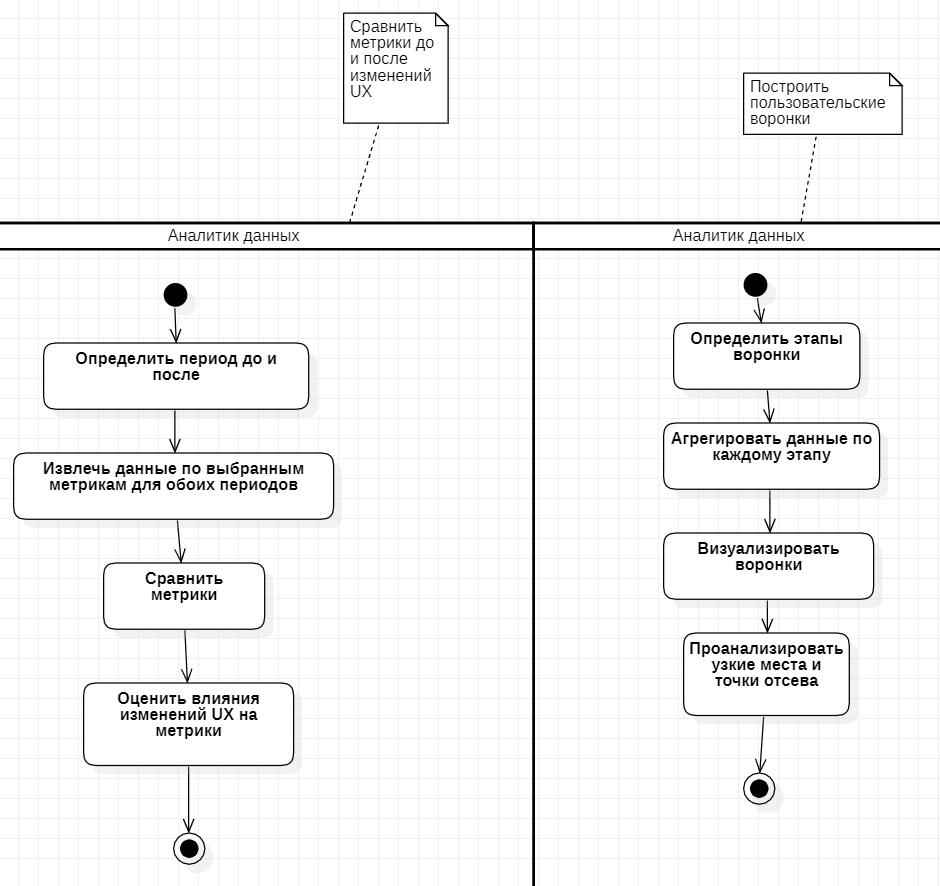 Сравнить
метрики до
и после
изменений
UX
Построить
пользовательские
воронки
Аналитик данных
Аналитик данных
Определить период до и
после
Извлечь данные по выбранным
метрикам для обоих периодов
Сравнить
метрики
Оценить влияния
изменений UX на
метрики
Определить этапы
воронки
Агрегировать данные по
каждому этапу
Визуализировать
воронки
Проанализировать
узкие места и
точки отсева